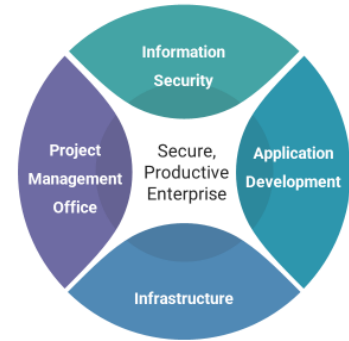 Information
Security
Project
Management
Office
Secure,
Productive
Enterprise
Application
Development
Infrastructure